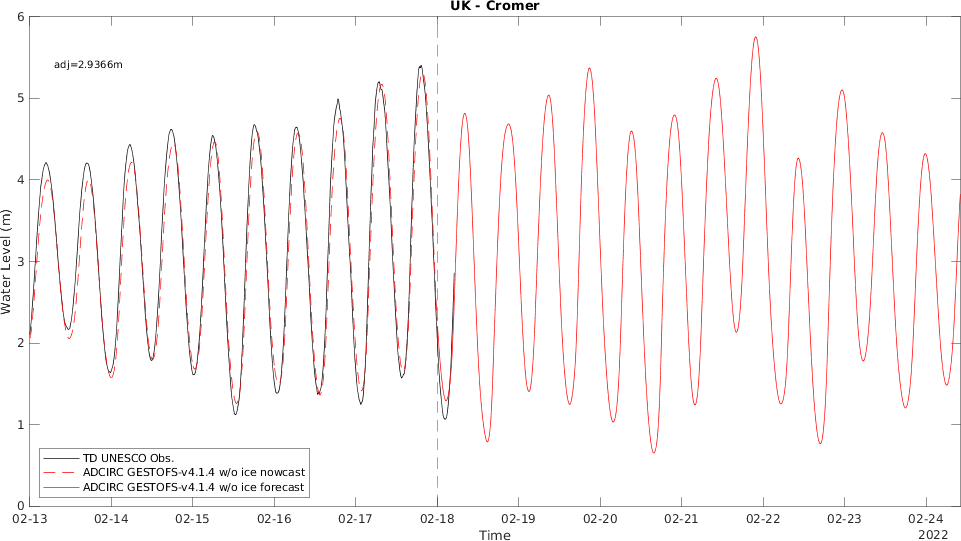 UK - Cromer
6
adj=2.9366m
5
4
3
2
1
0
Water Level (m)
TD UNESCO Obs.
ADCIRC GESTOFS-v4.1.4 w/o ice nowcast
ADCIRC GESTOFS-v4.1.4 w/o ice forecast
02-13 02-14 02-15 02-16 02-17 02-18 02-19 02-20 02-21 02-22 02-23 02-24
Time
2022